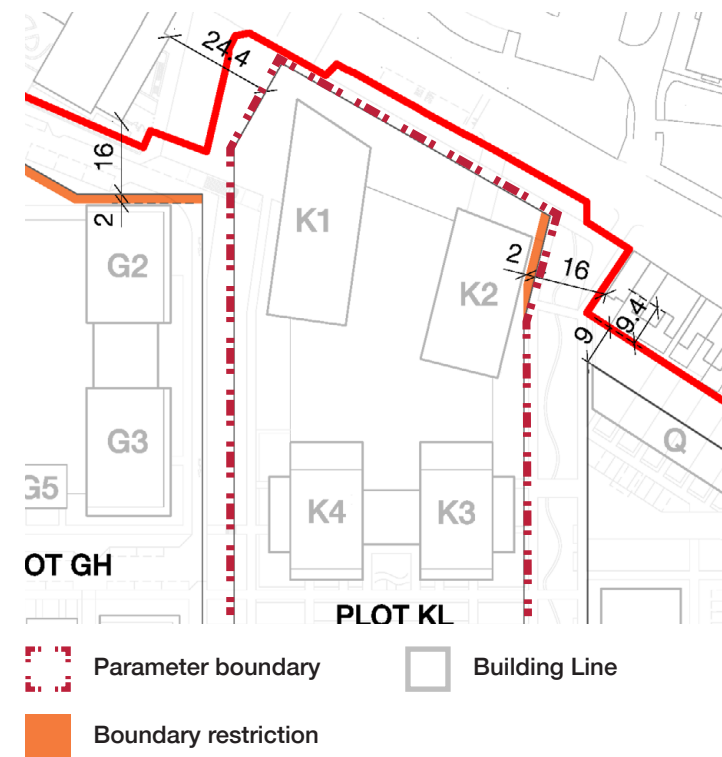 24.4
16
2
G2
K1
2
16
K2
9.4
9
G3
G5
K4
K3
Q
OT GH
PLOT KL
Parameter boundary
Building Line
Boundary restriction